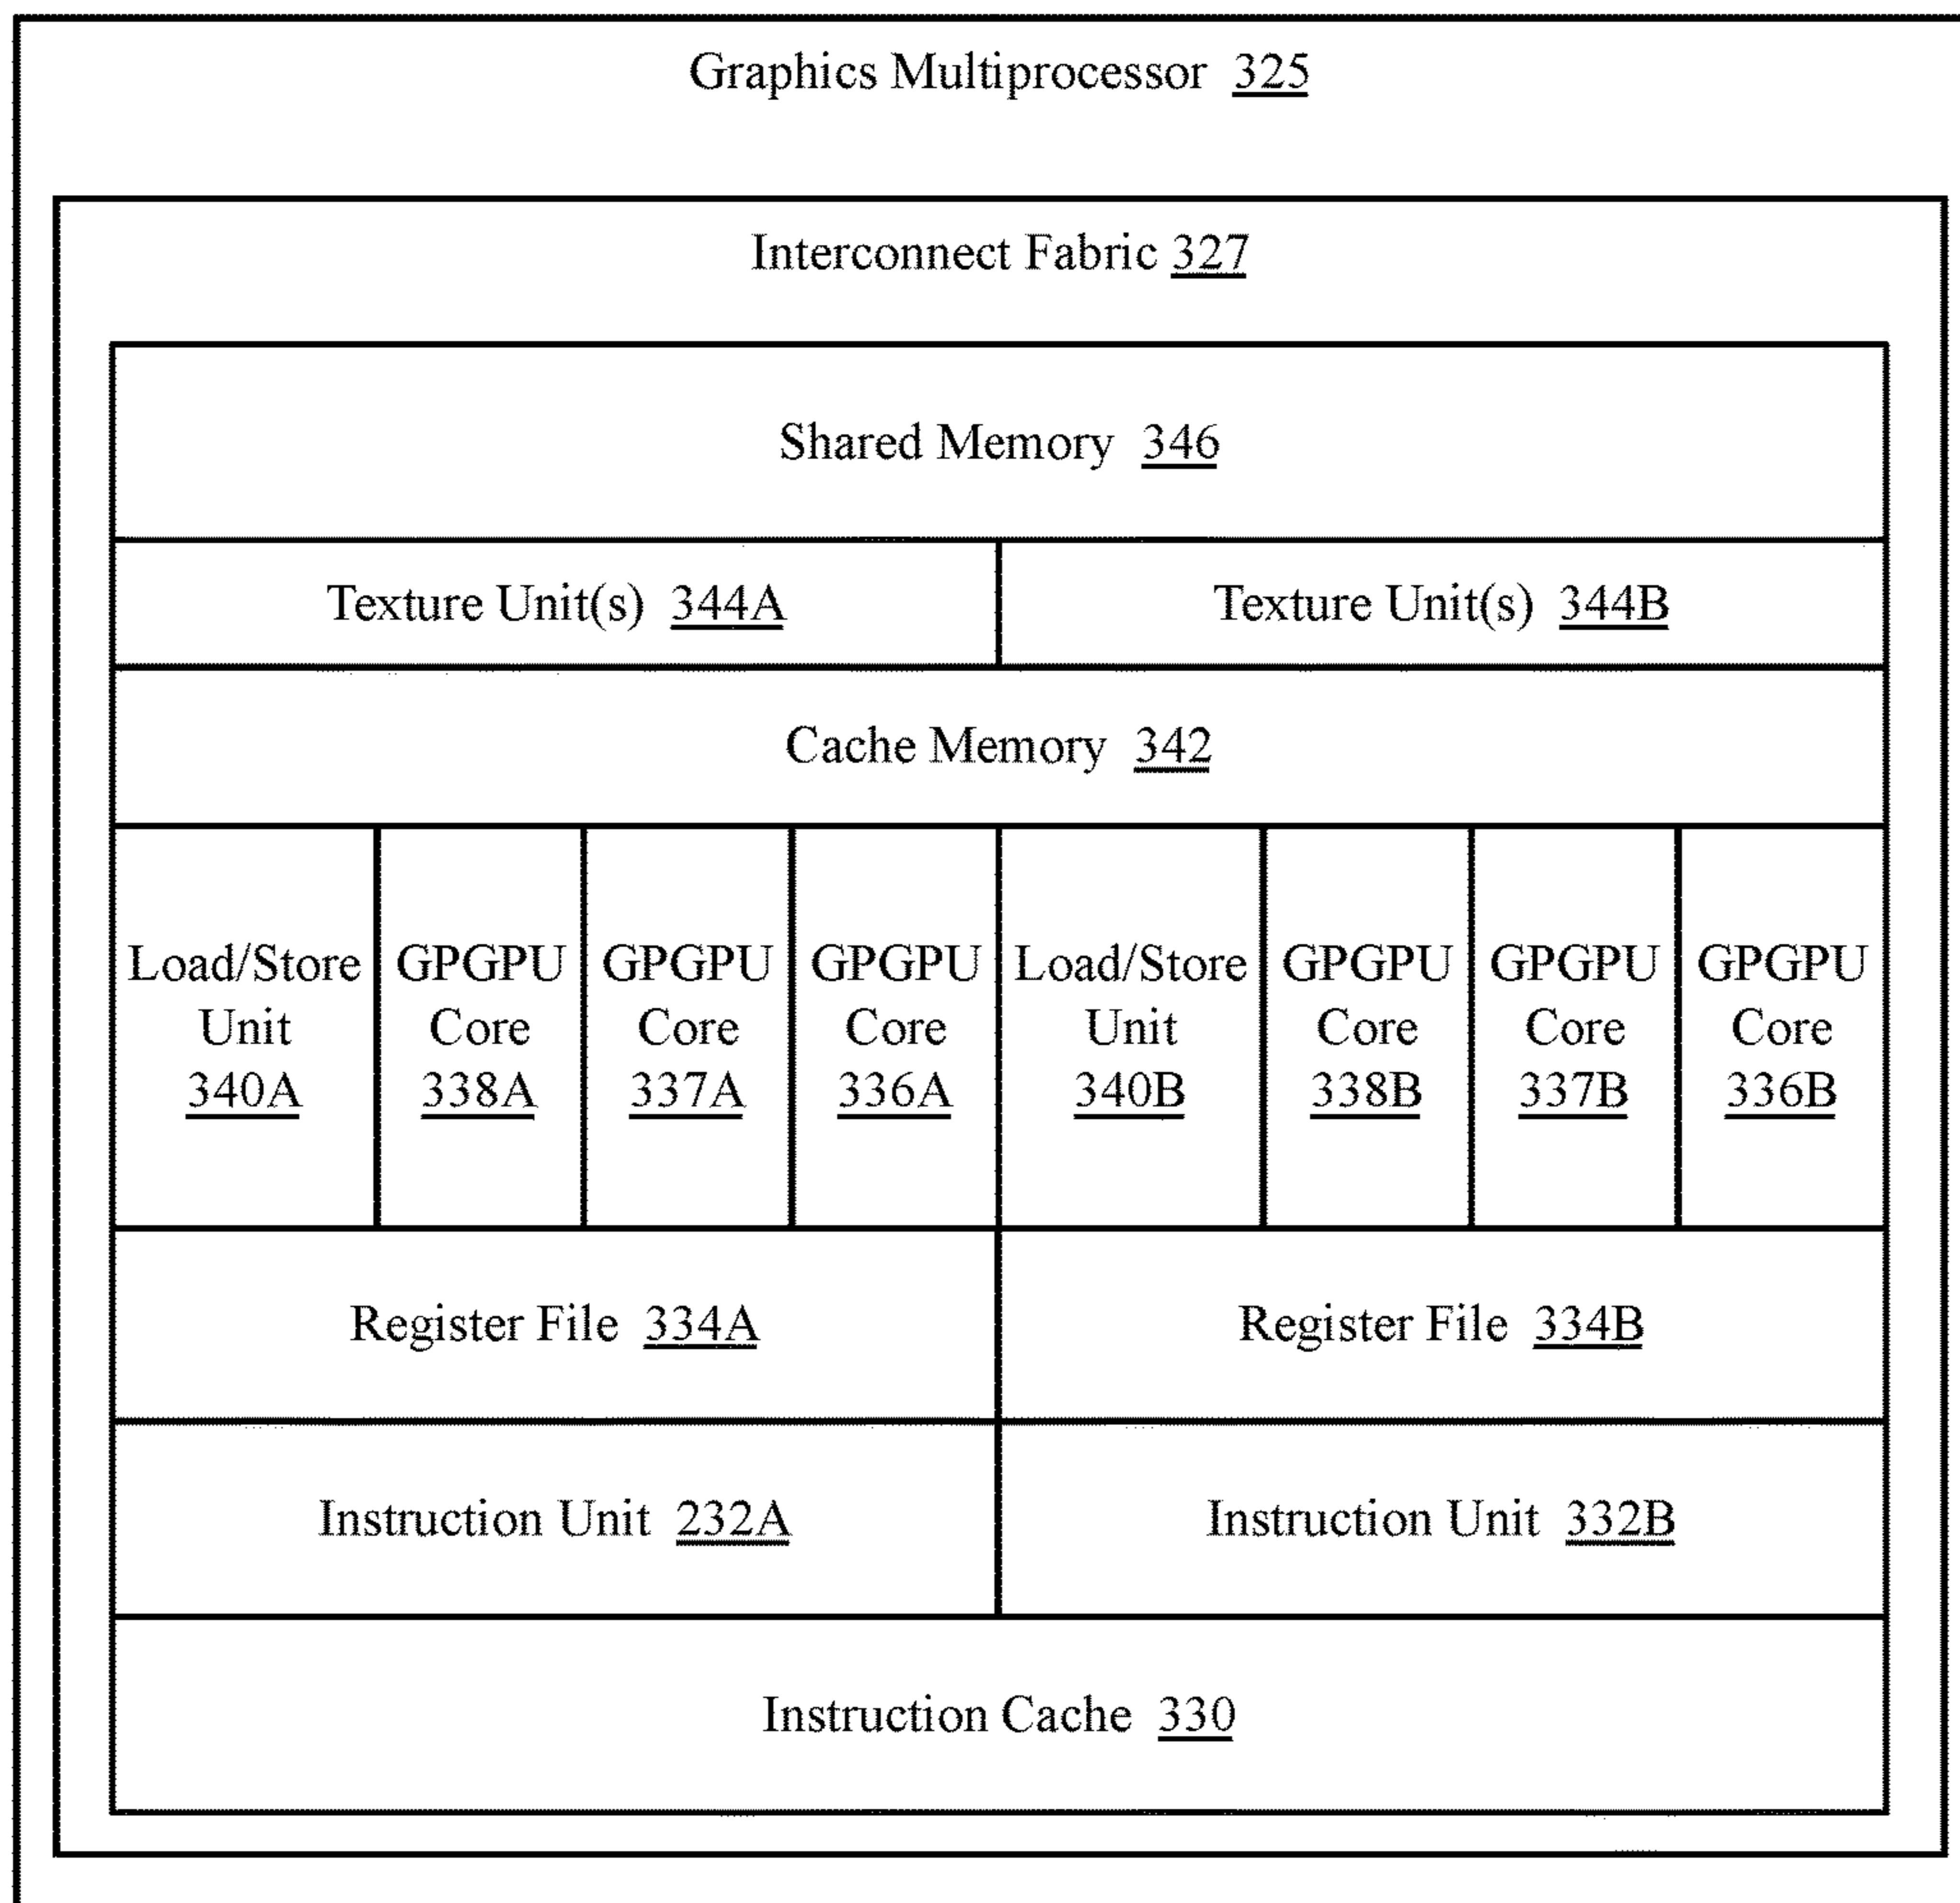 Graphics Multiprocessor 325
Interconnect Fabric 327
Shared Memory 346
Texture Unit(s) 344A
Texture Unit(s) 344B
Cache Memory 342
Load/Store
Unit
340A
GPGPU
Core
338A
GPGPU
Core
337A
GPGPU
Core
336A
Load/Store
Unit
340B
GPGPU
Core
338B
GPGPU
Core
337B
GPGPU
Core
336B
Register File 334A
Register File 334B
Instruction Unit 232A
Instruction Unit 332B
Instruction Cache 330